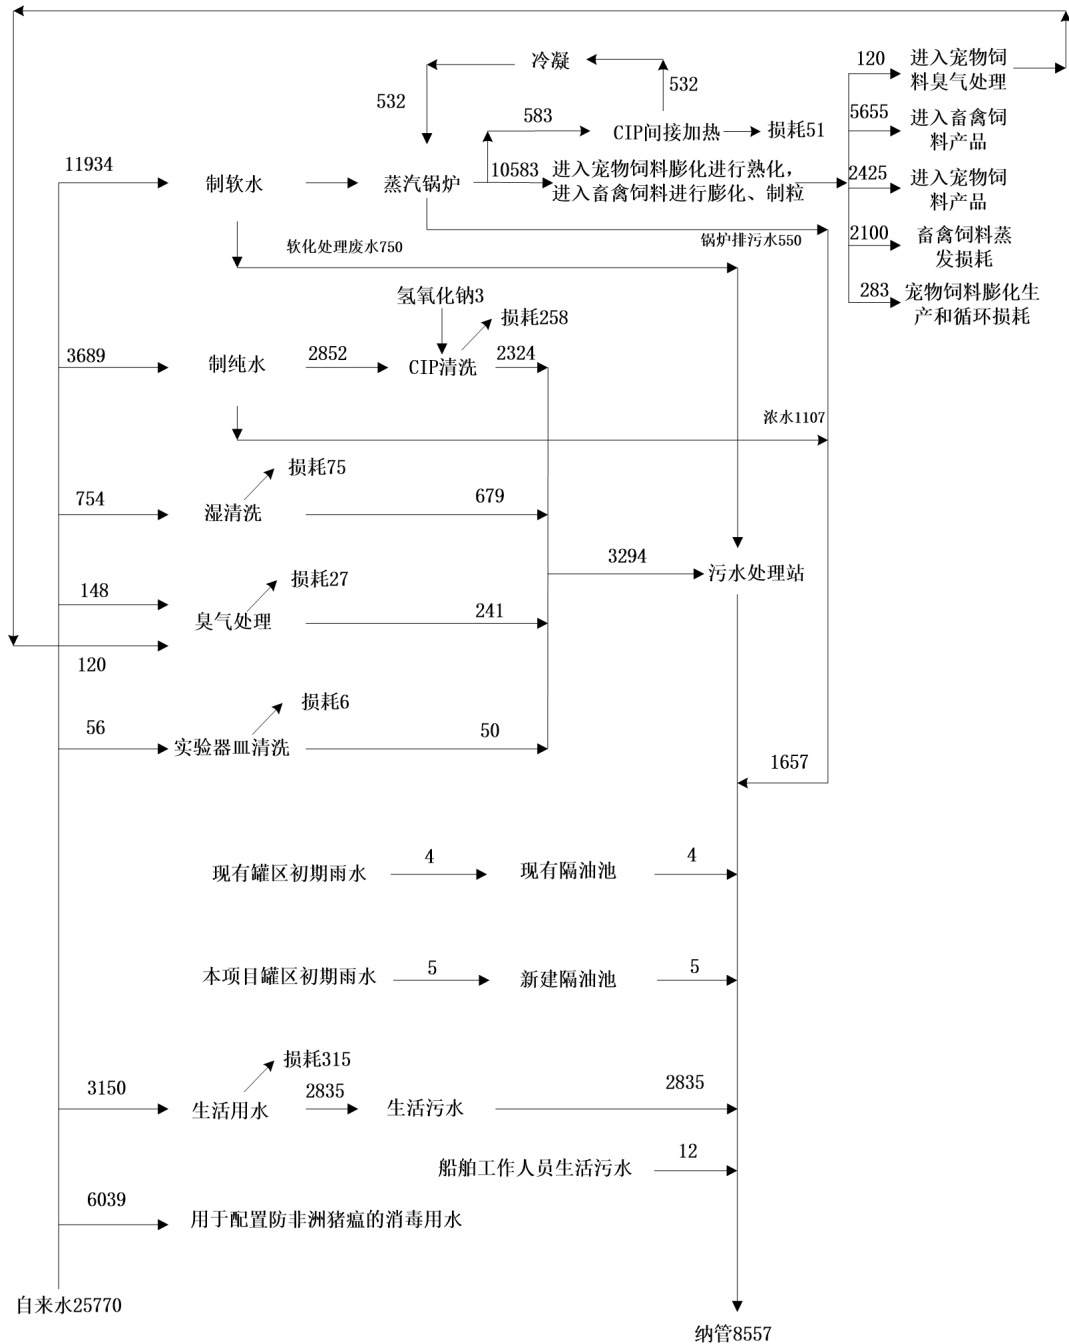 冷凝
532
532
583
CIP间接加热
损耗51
120
进入宠物饲
料臭气处理
5655
进入畜禽饲
料产品
11934
制软水
蒸汽锅炉
10583
进入宠物饲料膨化进行熟化,
进入畜禽饲料进行膨化、制粒
2425
进入宠物饲
料产品
软化处理废水750
锅炉排污水550
2100
畜禽饲料蒸
发损耗
283
宠物饲料膨化生
产和循环损耗
氢氧化钠3
损耗258
3689
制纯水
2852
CIP清洗
2324
浓水1107
损耗75
754
湿清洗
679
3294
污水处理站
损耗27
148
臭气处理
241
120
损耗6
56
实验器皿清洗
50
1657
现有罐区初期雨水
4
现有隔油池
4
本项目罐区初期雨水
5
新建隔油池
5
损耗315
3150
生活用水
2835
生活污水
2835
船舶工作人员生活污水
12
6039
用于配置防非洲猪瘟的消毒用水
自来水25770
纳管8557